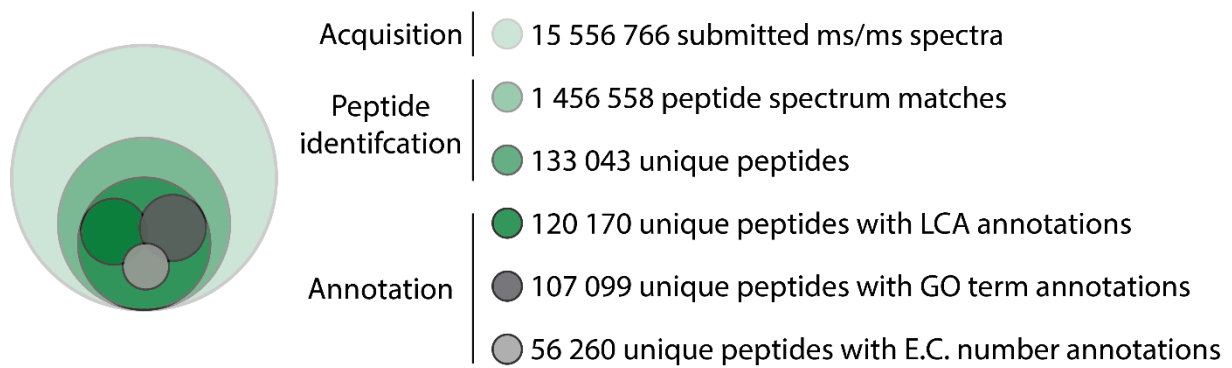 Acquisition
15 556 766 submitted ms/ms spectra
Peptide
identifcation
1 456 558 peptide spectrum matches
133 043 unique peptides
Annotation
120 170 unique peptides with LCA annotations
107 099 unique peptides with GO term annotations
56 260 unique peptides with E.C. number annotations